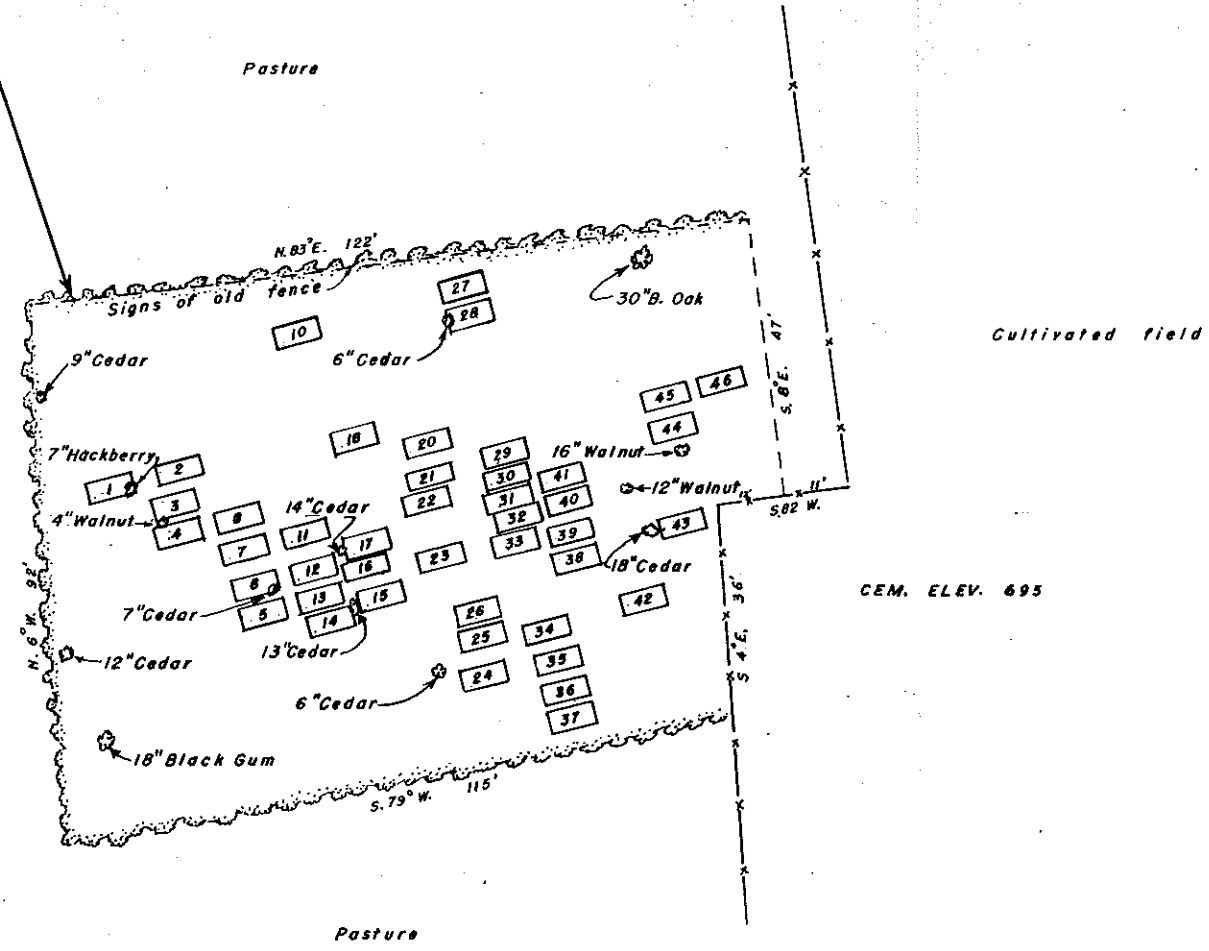 Pasture
N. 83° E. 122'
Signs of old fence
27
28
10
30" B. Oak
6" Cedar
9" Cedar
Cultivated field
S. 8° E. 47'
46
45
44
18
20
29
16" Walnut
7" Hackberry
2
1
21
30
41
12" Walnut
11'
S. 82 W.
3
22
31
40
4" Walnut
4
6
14" Cedar
11
17
32
39
43
7
23
33
38
18" Cedar
12
16
8
7" Cedar
13
15
5
14
13" Cedar
42
CEM. ELEV. 695
N. 6° W. 92'
S. 4° E. 36'
26
25
34
12" Cedar
24
35
6" Cedar
36
37
18" Black Gum
S. 79° W. 115'
Pasture